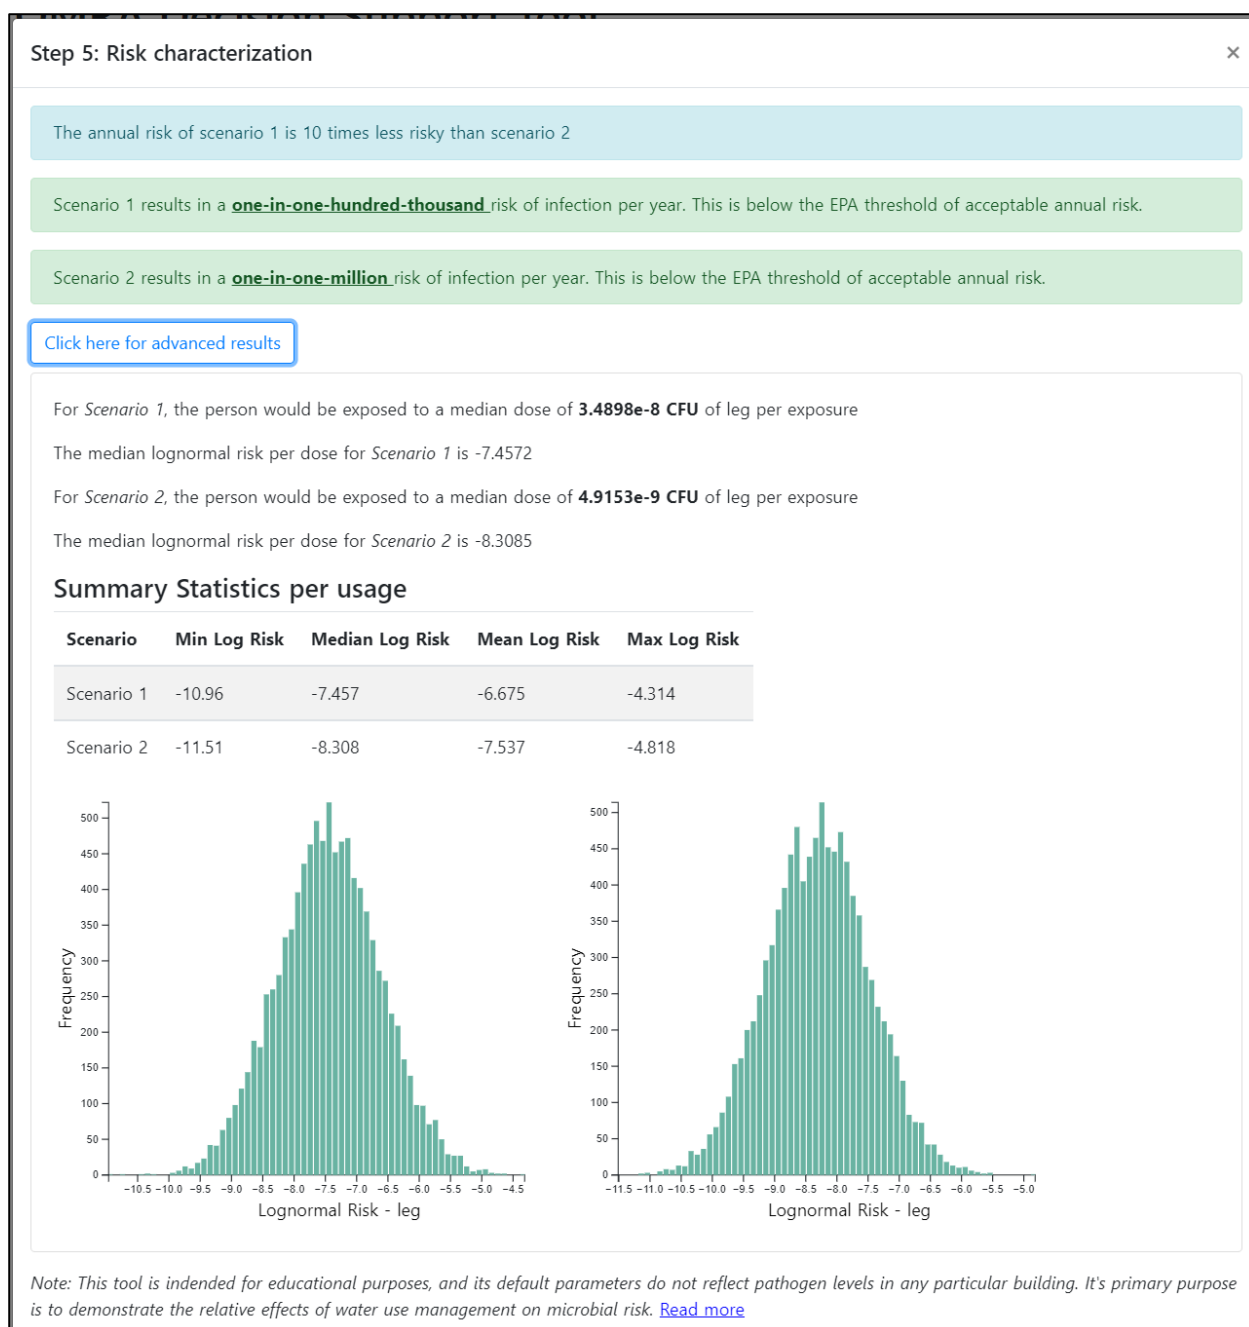 Step 5: Risk characterization
×
The annual risk of scenario 1 is 10 times less risky than scenario 2
Scenario 1 results in a one-in-one-hundred-thousand risk of infection per year. This is below the EPA threshold of acceptable annual risk.
Scenario 2 results in a one-in-one-million risk of infection per year. This is below the EPA threshold of acceptable annual risk.
Click here for advanced results
For Scenario 1, the person would be exposed to a median dose of 3.4898e-8 CFU of leg per exposure
The median lognormal risk per dose for Scenario 1 is -7.4572
For Scenario 2, the person would be exposed to a median dose of 4.9153e-9 CFU of leg per exposure
The median lognormal risk per dose for Scenario 2 is -8.3085
Summary Statistics per usage
Scenario Min Log Risk Median Log Risk Mean Log Risk Max Log Risk
Scenario 1 -10.96 -7.457 -6.675 -4.314
Scenario 2 -11.51 -8.308 -7.537 -4.818
500
450
400
350
300
250
200
150
100
50
0
Frequency
−10.5 −10.0 −9.5 −9.0 −8.5 −8.0 −7.5 −7.0 −6.5 −6.0 −5.5 −5.0 −4.5
Lognormal Risk - leg
500
450
400
350
300
250
200
150
100
50
0
Frequency
−11.5 −11.0 −10.5 −10.0 −9.5 −9.0 −8.5 −8.0 −7.5 −7.0 −6.5 −6.0 −5.5 −5.0
Lognormal Risk - leg
Note: This tool is indended for educational purposes, and its default parameters do not reflect pathogen levels in any particular building. It's primary purpose
is to demonstrate the relative effects of water use management on microbial risk. Read more